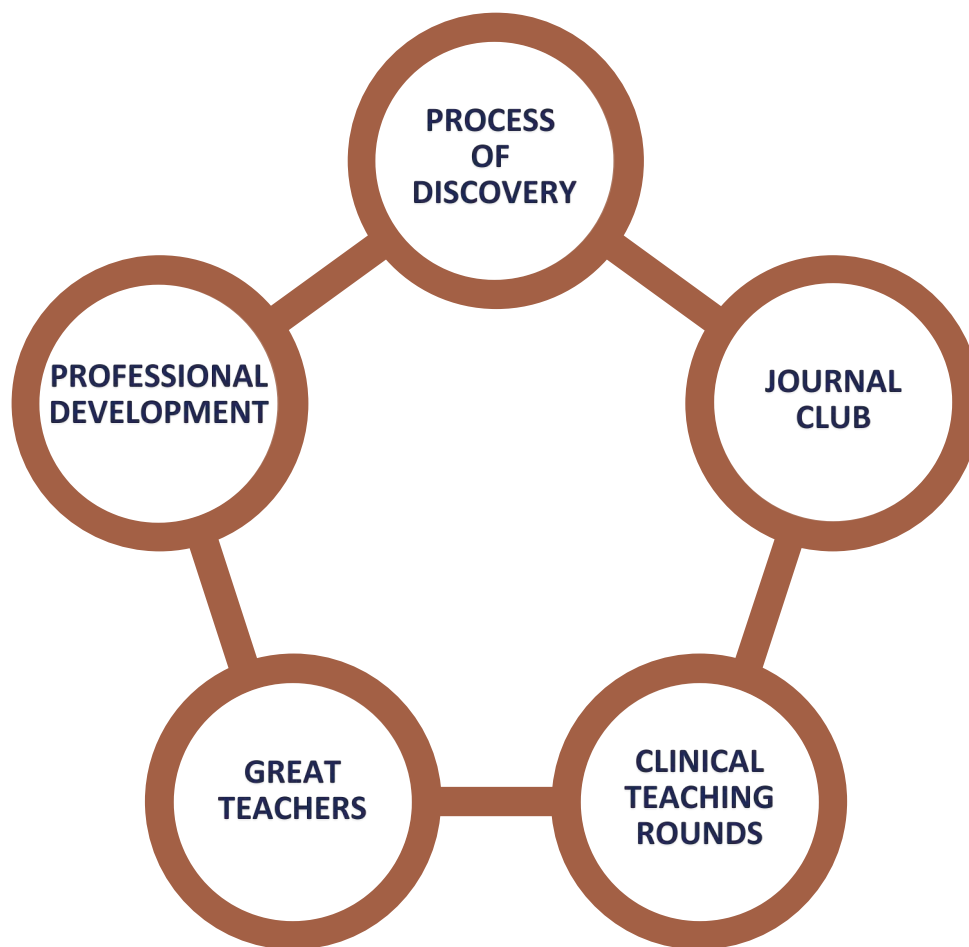 PROCESS
OF
DISCOVERY
PROFESSIONAL
DEVELOPMENT
JOURNAL
CLUB
GREAT
TEACHERS
CLINICAL
TEACHING
ROUNDS